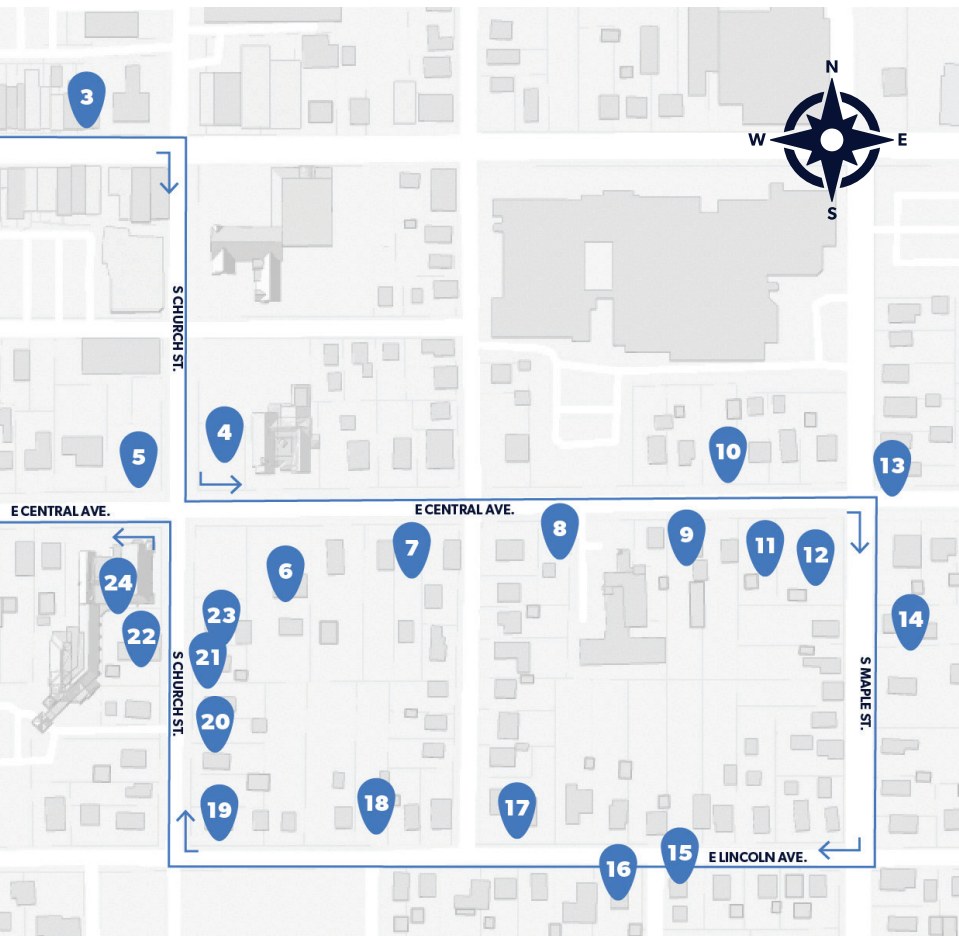 N
3
W
E
S
S CHURCH ST.
4
5
10
13
E CENTRAL AVE.
E CENTRAL AVE.
8
9
7
11
12
6
24
23
14
22
21
S CHURCH ST.
S MAPLE ST.
20
18
17
19
15
E LINCOLN AVE.
16